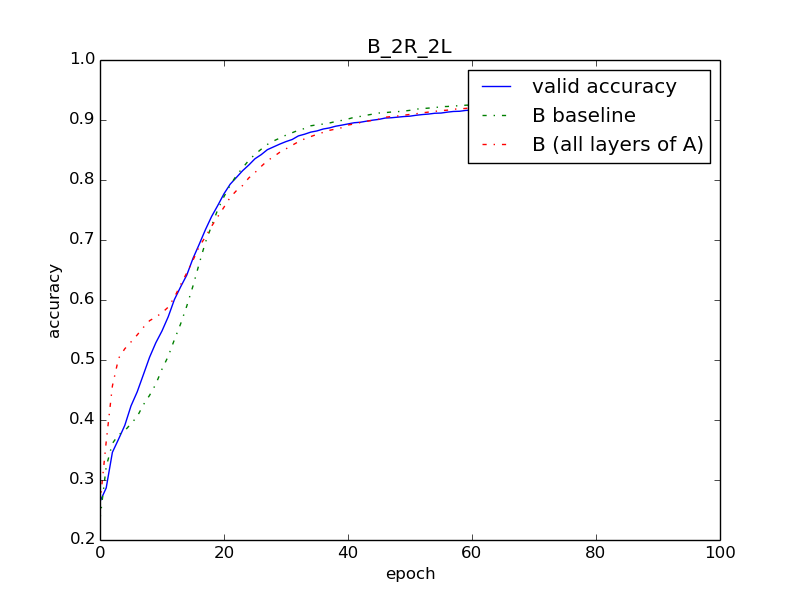 B_2R_2L
1.0
0.9
0.8
0.7
0.6
0.5
0.4
0.3
0.2
accuracy
valid accuracy
B baseline
B (all layers of A)
0 20 40 60 80 100
epoch